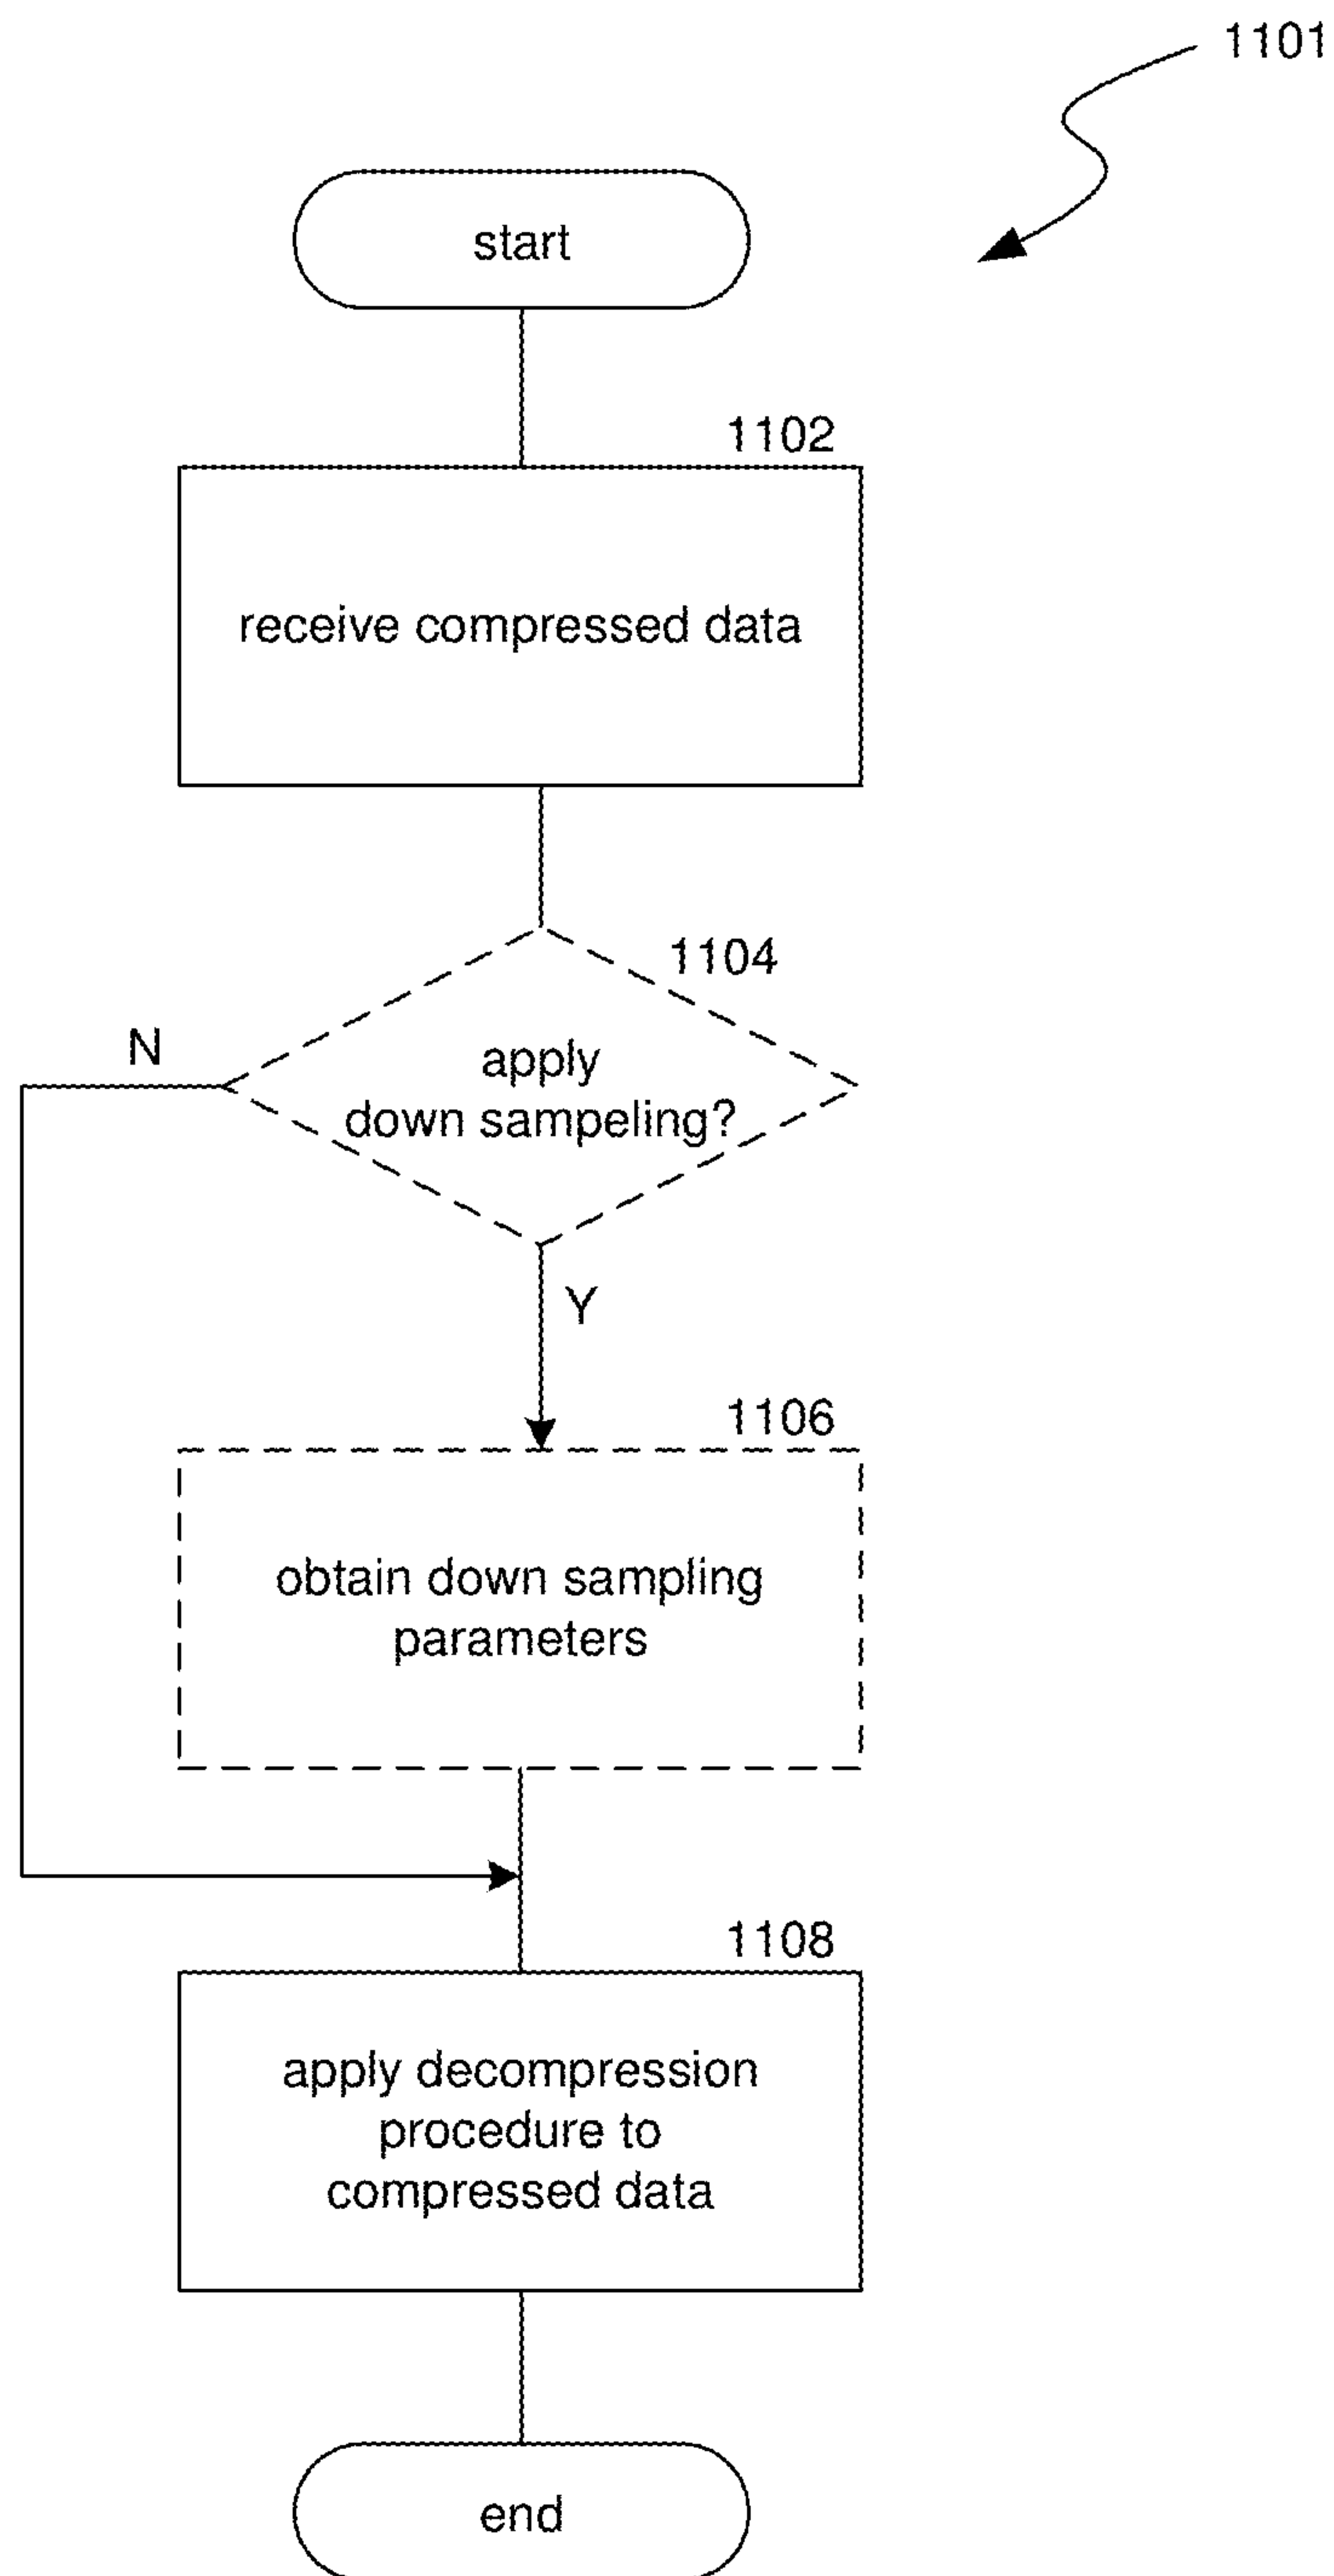 1101
start
1102
receive compressed data
1104
N
apply
down sampeling?
Y
1106
obtain down sampling
parameters
1108
apply decompression
procedure to
compressed data
end